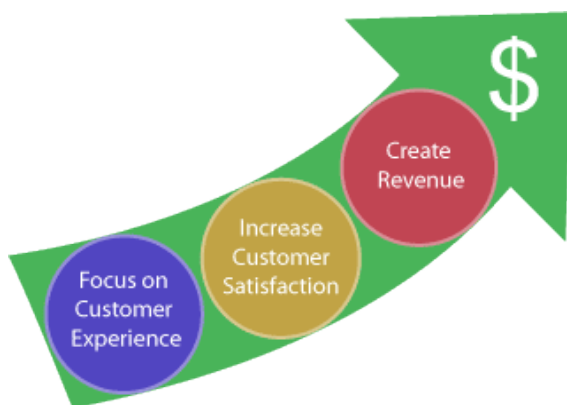 $
Create
Revenue
Increase
Customer
Satisfaction
Focus on
Customer
Experience